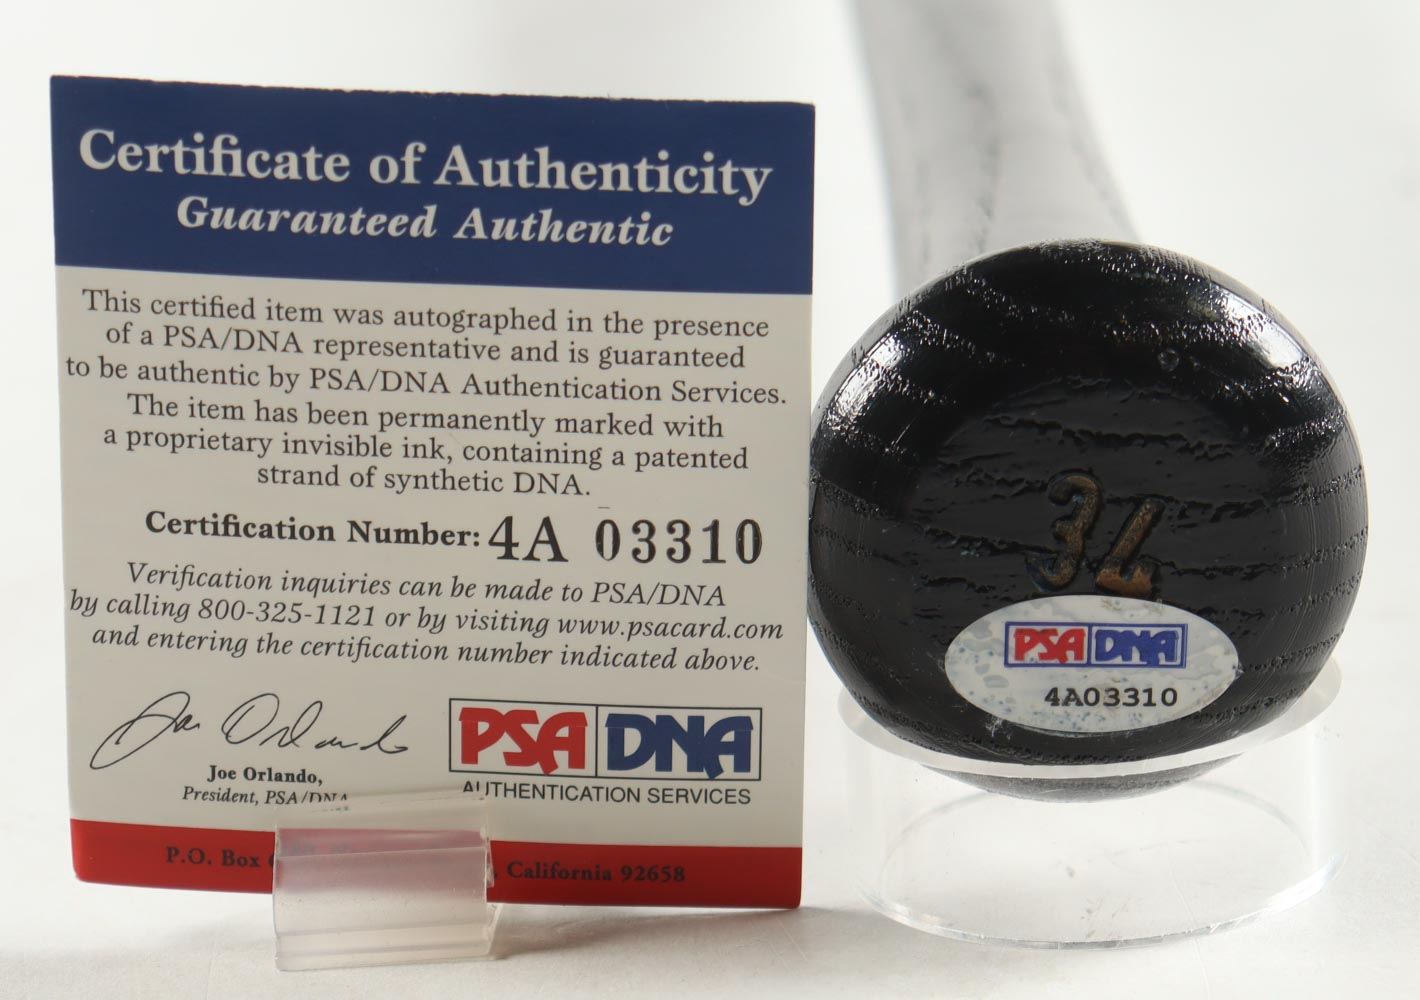 Certificate of Authenticity
Guaranteed Authentic
This certified item was autographed in the presence
of a PSA/DNA representative and is guaranteed
to be authentic by PSA/DNA Authentication Services.
The item has been permanently marked with
a proprietary invisible ink, containing a patented
strand of synthetic DNA.
Certification Number: 4A 03310
Verification inquiries can be made to PSA/DNA
by calling 800-325-1121 or by visiting www.psacard.com
and entering the certification number indicated above.
Joe Orlando
Joe Orlando,
President, PSA/DNA
PSA DNA
AUTHENTICATION SERVICES
P.O. Box
California 92658
34
PSA DNA
4A03310